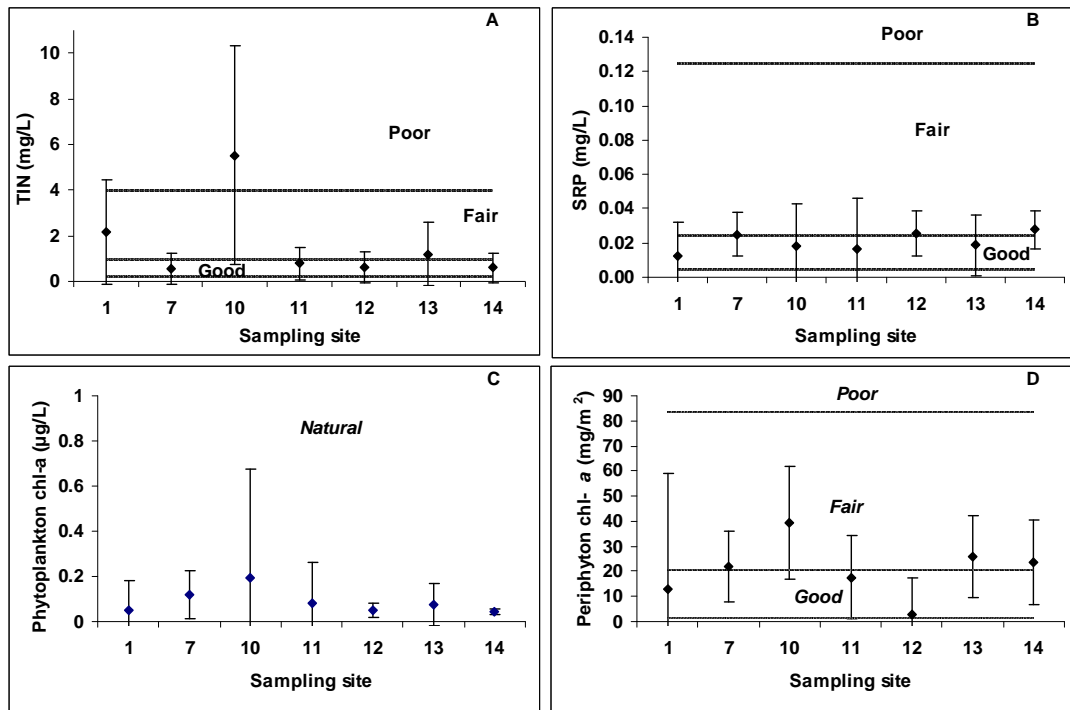 A
TIN (mg/L)
10
8
6
4
2
0
Poor
Fair
Good
1 7 10 11 12 13 14
Sampling site
B
SRP (mg/L)
0.14
0.12
0.10
0.08
0.06
0.04
0.02
0.00
Poor
Fair
Good
1 7 10 11 12 13 14
Sampling site
C
Phytoplankton chl-a (µg/L)
1
0.8
0.6
0.4
0.2
0
Natural
1 7 10 11 12 13 14
Sampling site
D
Periphyton chl- a (mg/m²)
90
80
70
60
50
40
30
20
10
0
Poor
Fair
Good
1 7 10 11 12 13 14
Sampling site